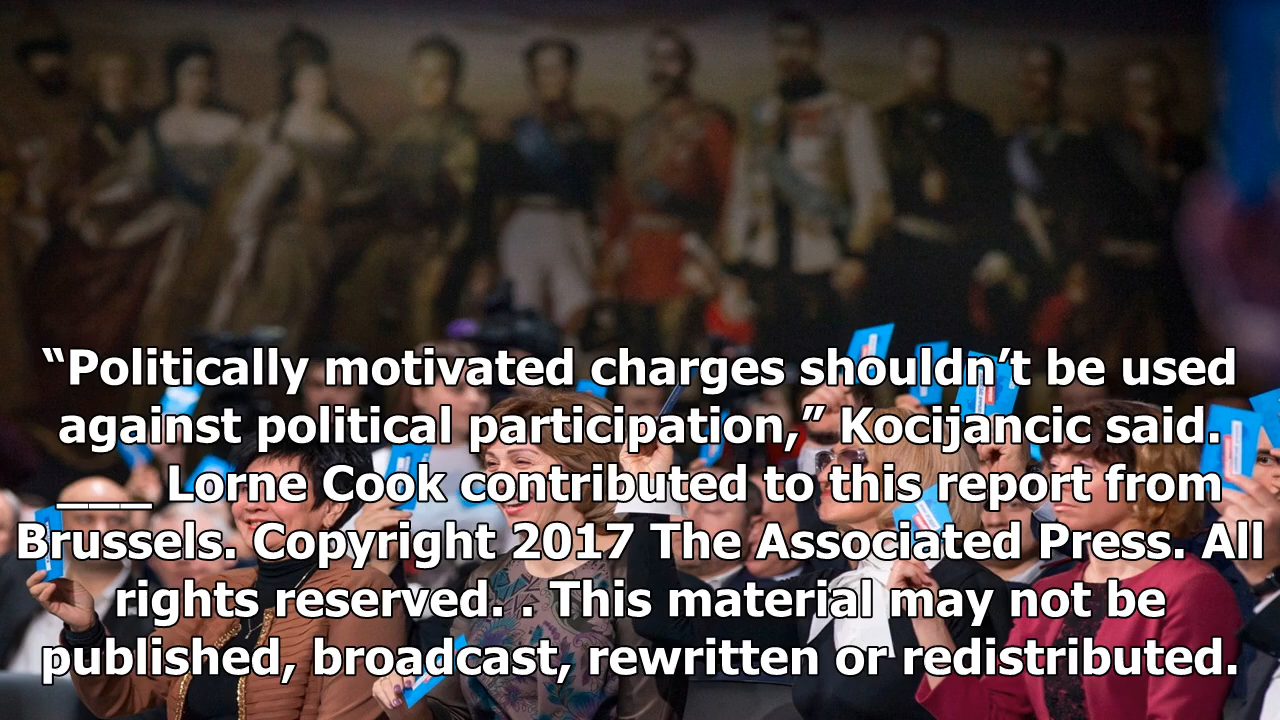 “Politically motivated charges shouldn’t be used
against political participation,” Kocijancic said.
___ Lorne Cook contributed to this report from
Brussels. Copyright 2017 The Associated Press. All
rights reserved. . This material may not be
published, broadcast, rewritten or redistributed.